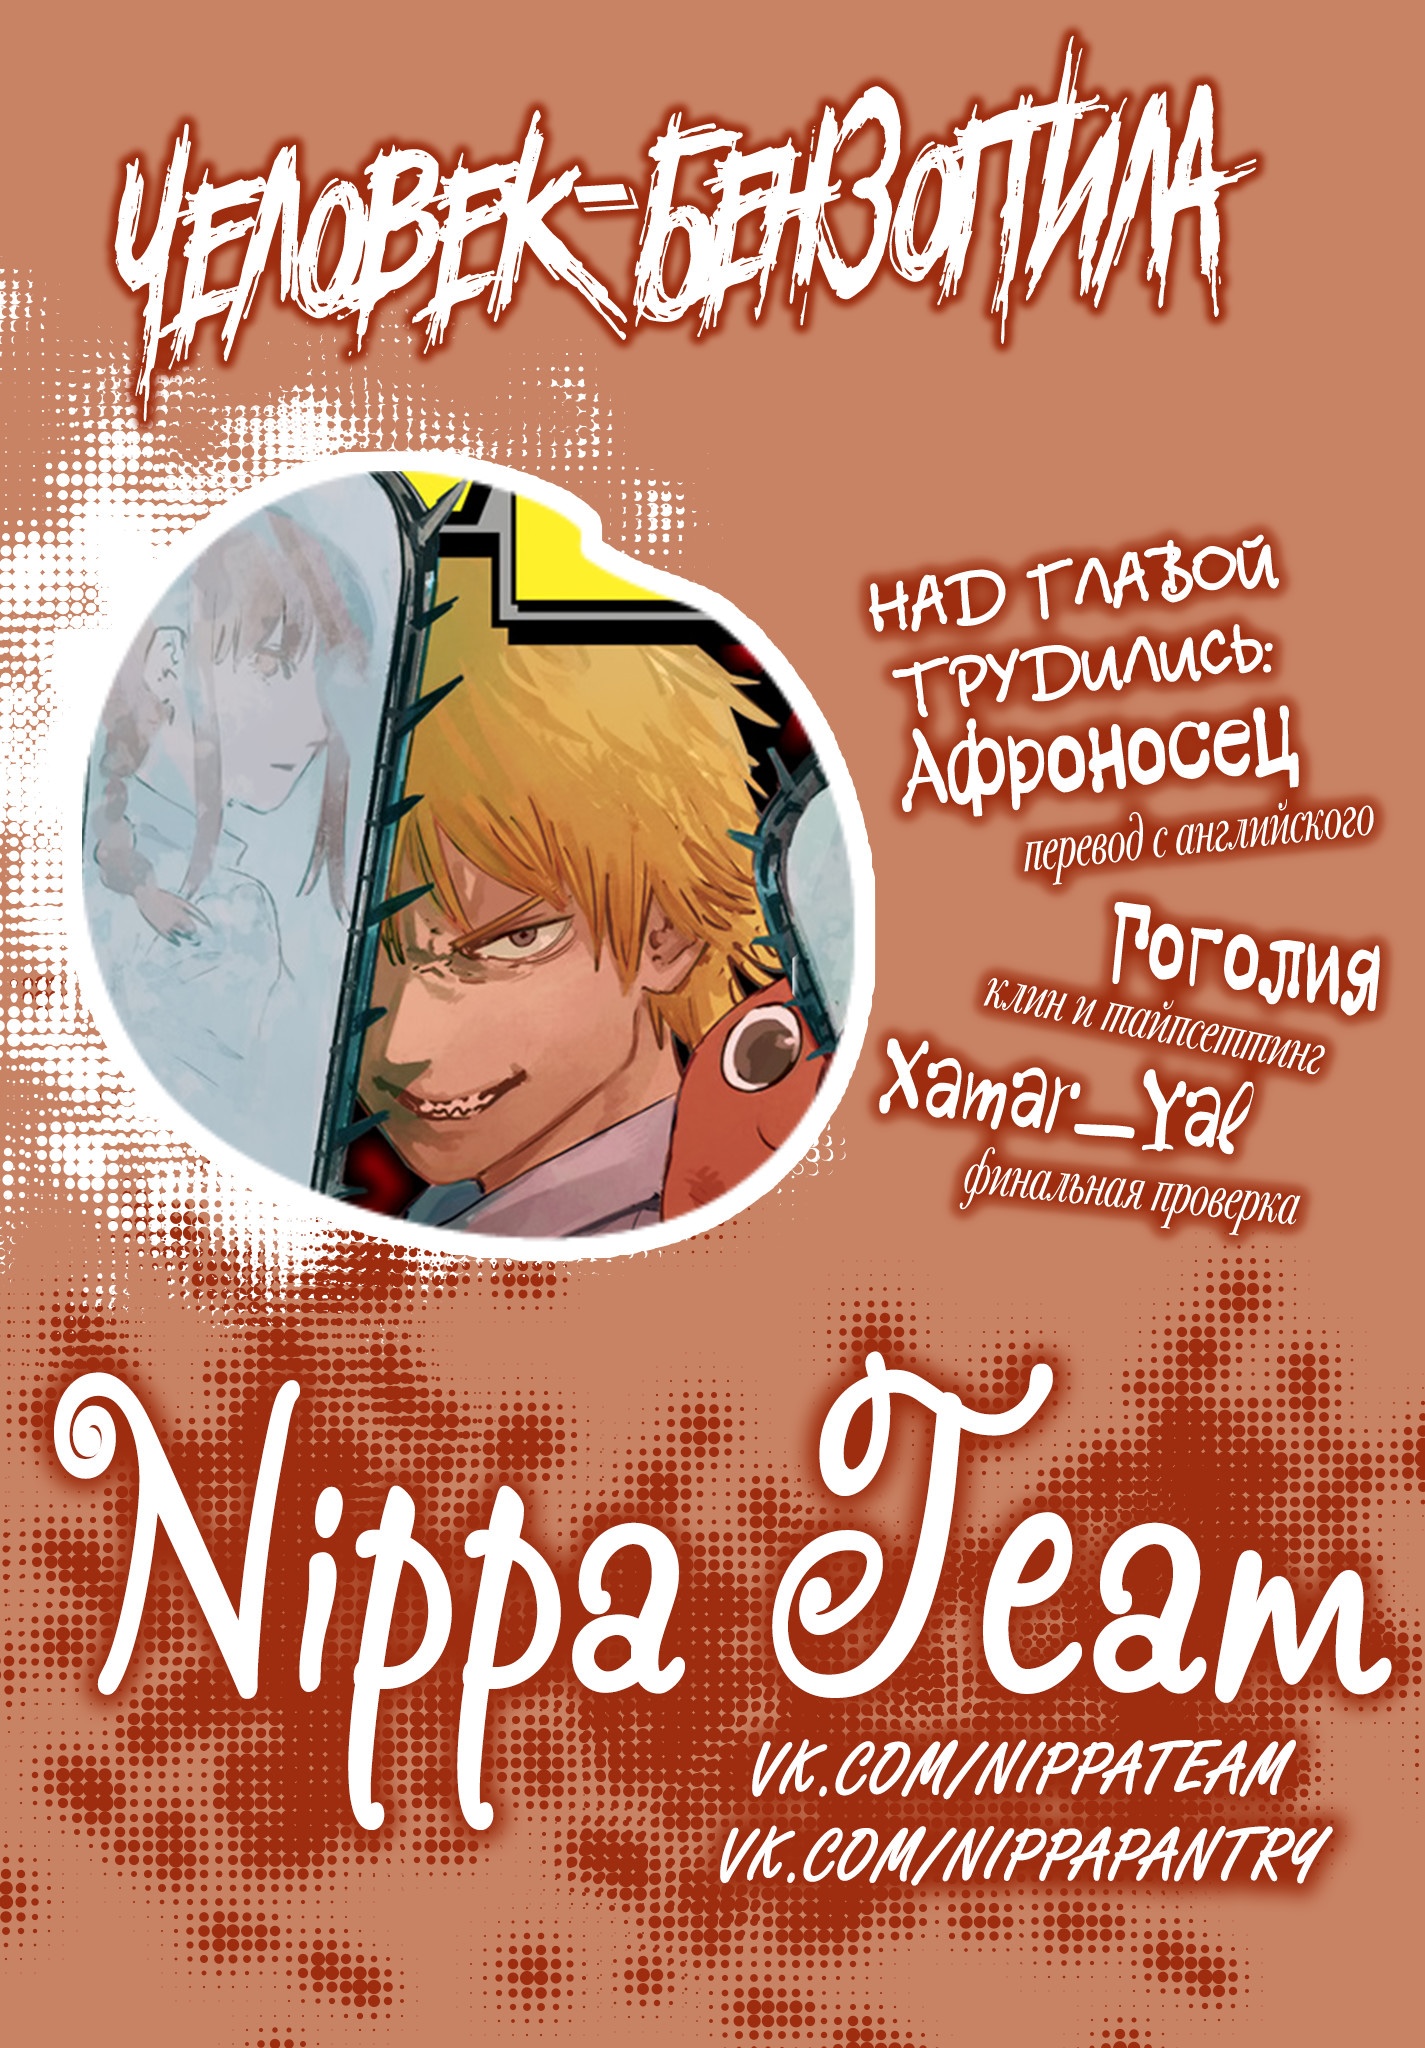 ЧЕЛОВЕК-БЕНЗОПИЛА
НАД ГЛАВОЙ
ТРУДИЛИСЬ:
Афроносец
перевод с английского
Гоголия
клин и тайпсеттинг
Xamar_Yal
финальная проверка
Nippa Team
VK.COM/NIPPATEAM
VK.COM/NIPPAPANTRY